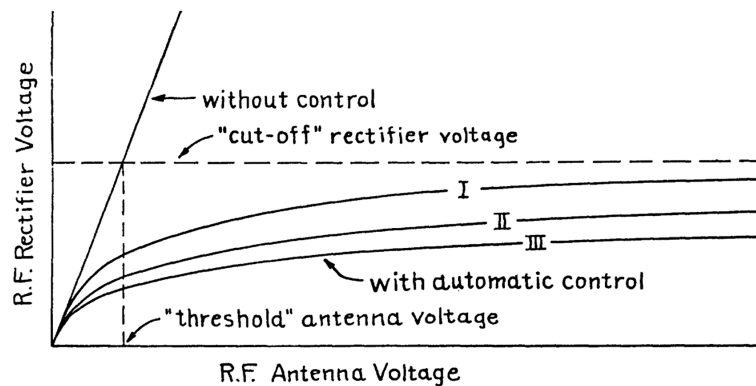 without control
"cut-off" rectifier voltage
R.F. Rectifier Voltage
I
II
III
with automatic control
"threshold" antenna voltage
R.F. Antenna Voltage